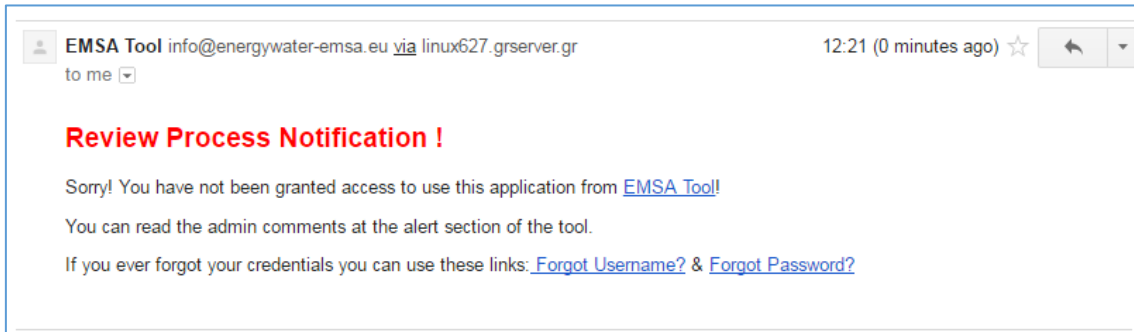 EMSA Tool info@energywater-emsa.eu via linux627.grserver.gr 12:21 (0 minutes ago)
to me
Review Process Notification !
Sorry! You have not been granted access to use this application from EMSA Tool!
You can read the admin comments at the alert section of the tool.
If you ever forgot your credentials you can use these links: Forgot Username? & Forgot Password?